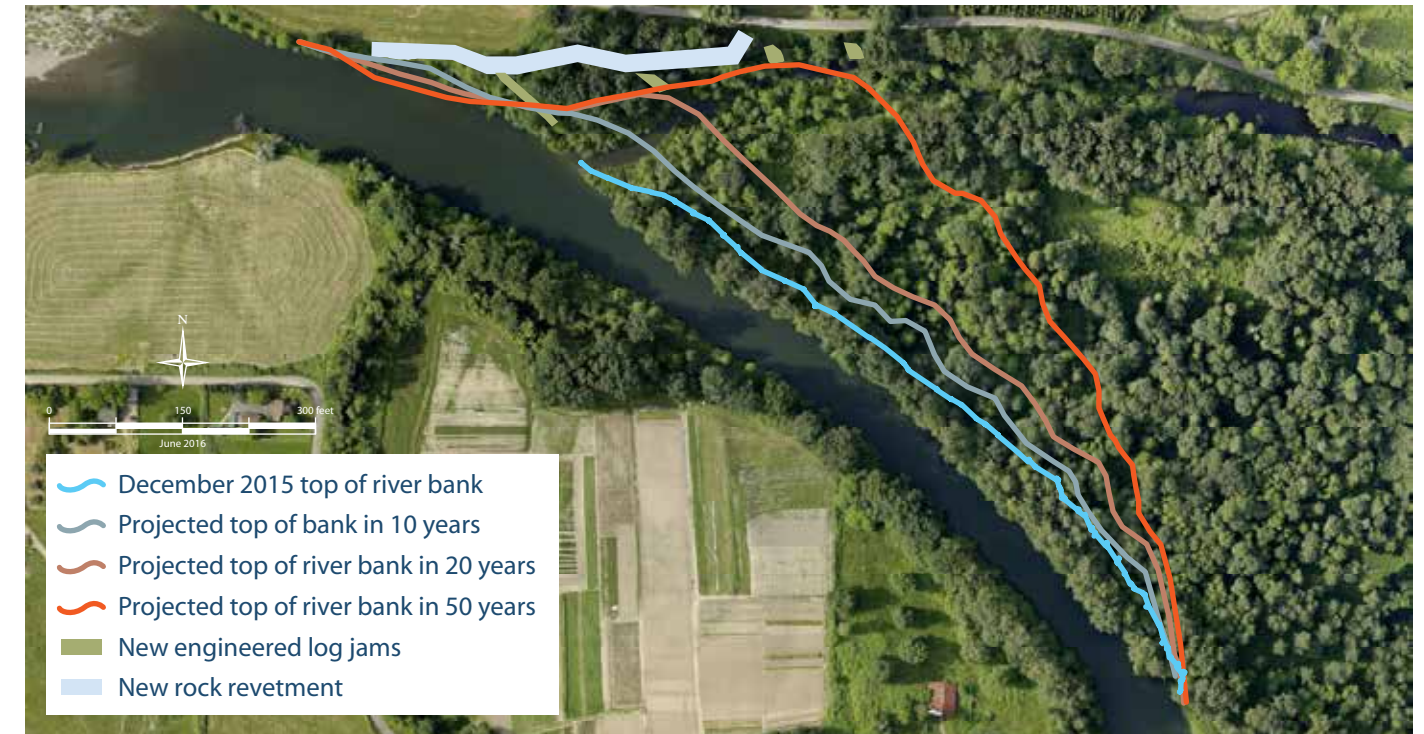 N
0 150 300 feet
June 2016
December 2015 top of river bank
Projected top of bank in 10 years
Projected top of river bank in 20 years
Projected top of river bank in 50 years
New engineered log jams
New rock revetment